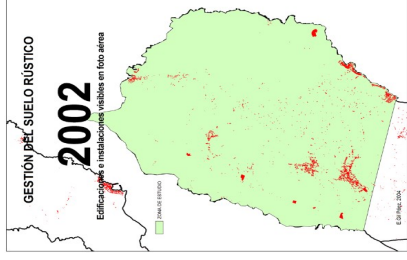 GESTIÓN DEL SUELO RÚSTICO
2002
Edificaciones e instalaciones visibles en foto aérea
ZONA DE ESTUDIO